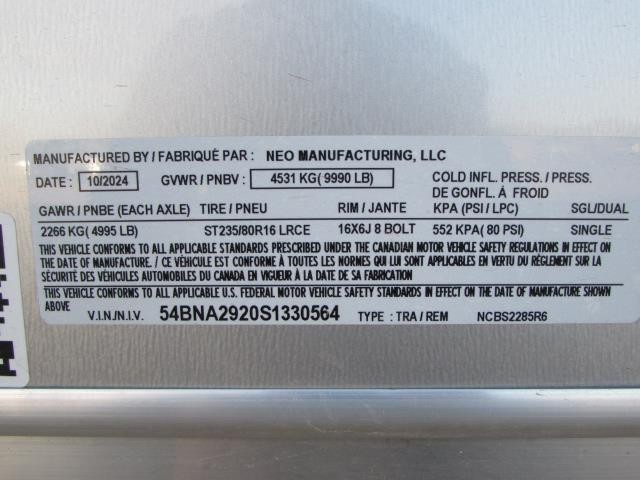 MANUFACTURED BY / FABRIQUÉ PAR : NEO MANUFACTURING, LLC
DATE : 10/2024 GVWR / PNBV : 4531 KG( 9990 LB) COLD INFL. PRESS. / PRESS.
DE GONFL. À FROID
GAWR / PNBE (EACH AXLE) TIRE / PNEU RIM / JANTE KPA (PSI / LPC) SGL/DUAL
2266 KG( 4995 LB) ST235/80R16 LRCE 16X6J 8 BOLT 552 KPA( 80 PSI) SINGLE
THIS VEHICLE CONFORMS TO ALL APPLICABLE STANDARDS PRESCRIBED UNDER THE CANADIAN MOTOR VEHICLE SAFETY REGULATIONS IN EFFECT
ON THE DATE OF MANUFACTURE. / CE VÉHICULE EST CONFORME À TOUTES LES NORMES QUI LUI SONT APPLICABLES EN VERTU DU RÉGLEMENT SUR LA
SÉCURITÉ DES VÉHICULES AUTOMOBILES DU CANADA EN VIGUEUR À LA DATE DE SA FABRICATION
THIS VEHICLE CONFORMS TO ALL APPLICABLE U.S. FEDERAL MOTOR VEHICLE SAFETY STANDARDS IN EFFECT ON THE DATE OF MANUFACTURE
SHOWN ABOVE.
V.I.N./N.I.V. 54BNA2920S1330564 TYPE : TRA / REM NCBS2285R6